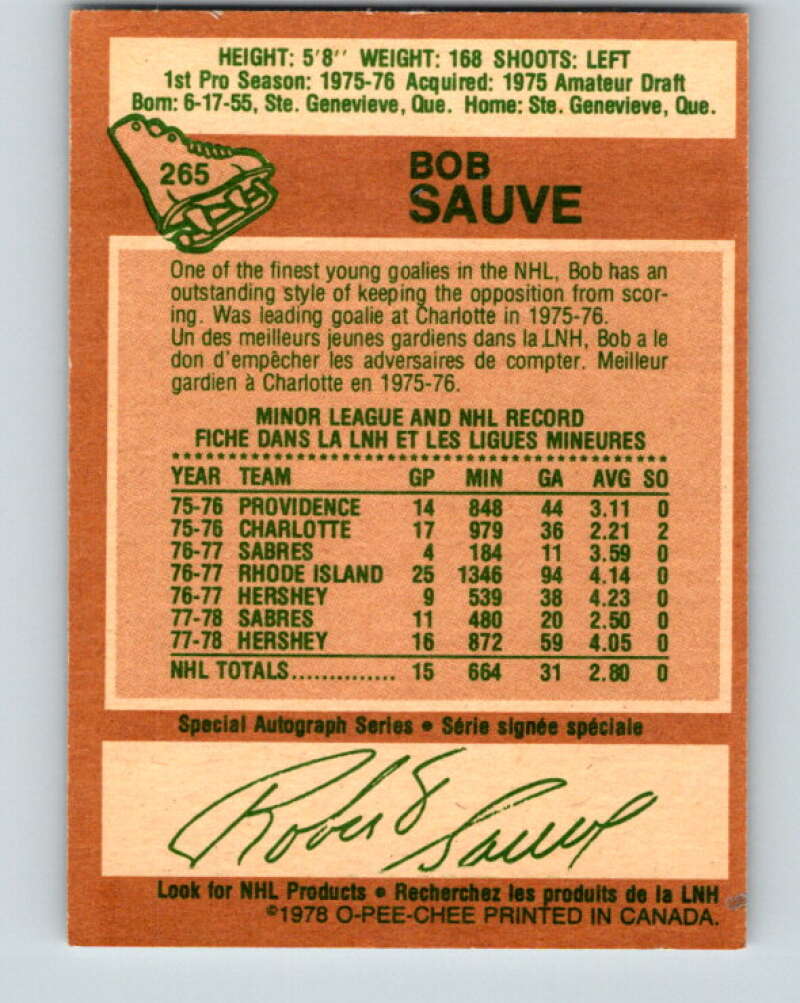 HEIGHT: 5'8'' WEIGHT: 168 SHOOTS: LEFT
1st Pro Season: 1975-76 Acquired: 1975 Amateur Draft
Born: 6-17-55, Ste. Genevieve, Que. Home: Ste. Genevieve, Que.
265
BOB
SAUVE
One of the finest young goalies in the NHL, Bob has an
outstanding style of keeping the opposition from scor-
ing. Was leading goalie at Charlotte in 1975-76.
Un des meilleurs jeunes gardiens dans la LNH, Bob a le
don d'empêcher les adversaires de compter. Meilleur
gardien à Charlotte en 1975-76.
MINOR LEAGUE AND NHL RECORD
FICHE DANS LA LNH ET LES LIGUES MINEURES
YEAR TEAM GP MIN GA AVG SO
75-76 PROVIDENCE 14 848 44 3.11 0
75-76 CHARLOTTE 17 979 36 2.21 2
76-77 SABRES 4 184 11 3.59 0
76-77 RHODE ISLAND 25 1346 94 4.14 0
76-77 HERSHEY 9 539 38 4.23 0
77-78 SABRES 11 480 20 2.50 0
77-78 HERSHEY 16 872 59 4.05 0
NHL TOTALS.............. 15 664 31 2.80 0
Special Autograph Series • Série signée spéciale
Robert Sauve
Look for NHL Products • Recherchez les produits de la LNH
©1978 O-PEE-CHEE PRINTED IN CANADA.